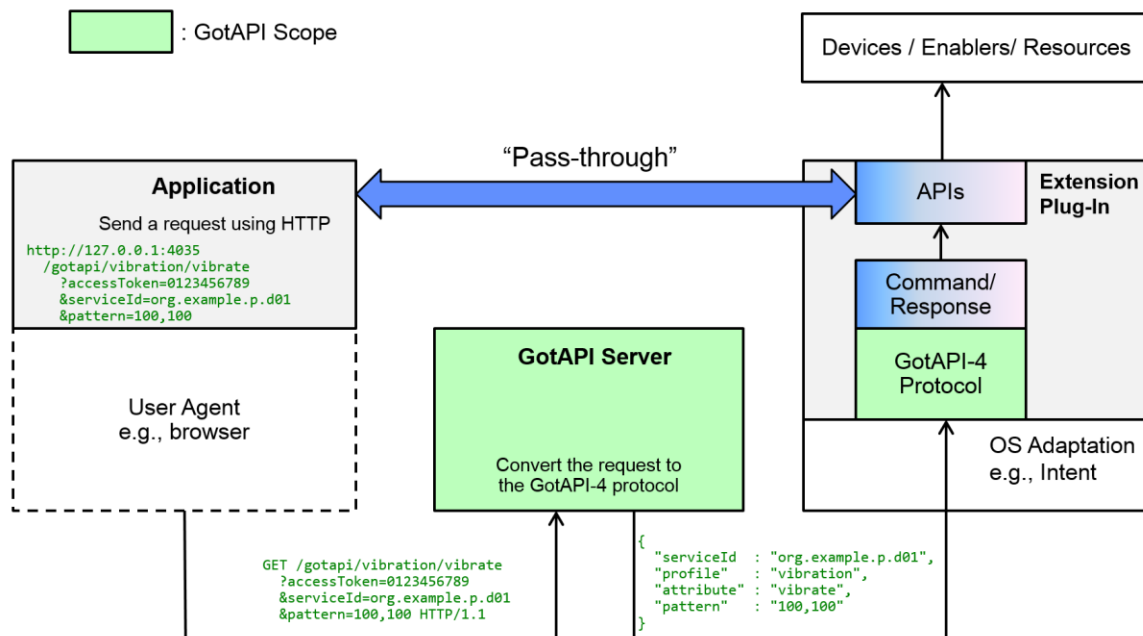 : GotAPI Scope
Devices / Enablers/ Resources
“Pass-through”
Application
Send a request using HTTP
http://127.0.0.1:4035
/gotapi/vibration/vibrate
?accessToken=0123456789
&serviceId=org.example.p.d01
&pattern=100,100
User Agent
e.g., browser
GotAPI Server
Convert the request to
the GotAPI-4 protocol
APIs
Extension
Plug-In
Command/
Response
GotAPI-4
Protocol
OS Adaptation
e.g., Intent
GET /gotapi/vibration/vibrate
?accessToken=0123456789
&serviceId=org.example.p.d01
&pattern=100,100 HTTP/1.1
{
"serviceId : "org.example.p.d01",
"profile" : "vibration",
"attribute" : "vibrate",
"pattern" : "100,100"
}